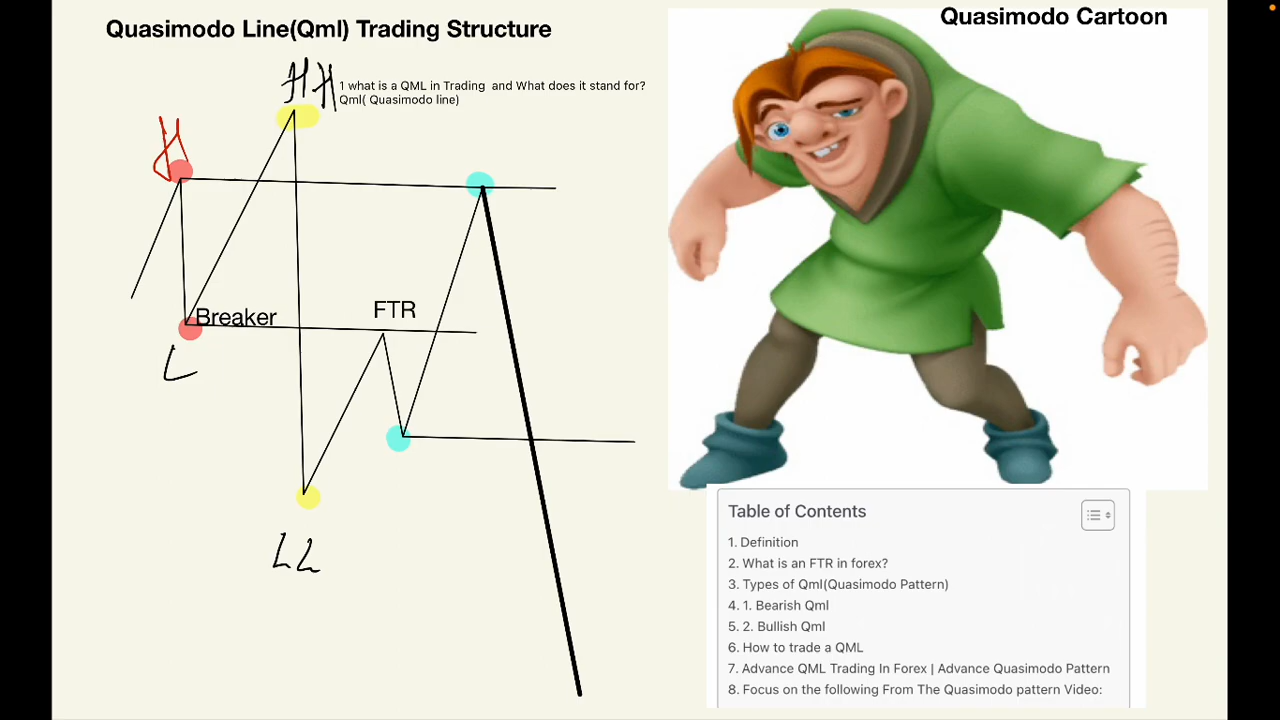 Quasimodo Line(Qml) Trading Structure
Quasimodo Cartoon
HH
1 what is a QML in Trading and What does it stand for?
Qml( Quasimodo line)
H
Breaker
FTR
L
LL
Table of Contents
1. Definition
2. What is an FTR in forex?
3. Types of Qml(Quasimodo Pattern)
4. 1. Bearish Qml
5. 2. Bullish Qml
6. How to trade a QML
7. Advance QML Trading In Forex | Advance Quasimodo Pattern
8. Focus on the following From The Quasimodo pattern Video: